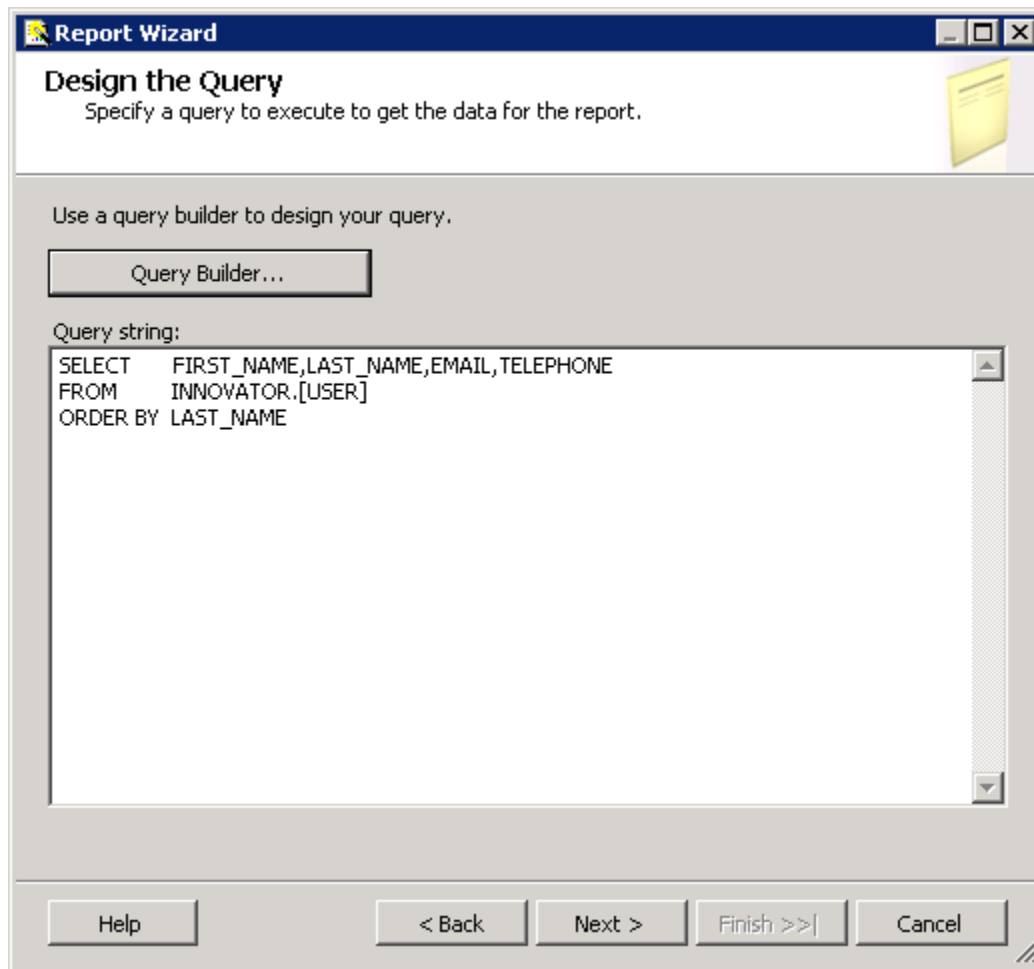 Report Wizard
Design the Query
Specify a query to execute to get the data for the report.
Use a query builder to design your query.
Query Builder...
Query string:
SELECT FIRST_NAME,LAST_NAME,EMAIL,TELEPHONE
FROM INNOVATOR.[USER]
ORDER BY LAST_NAME
Help < Back Next > Finish >>| Cancel